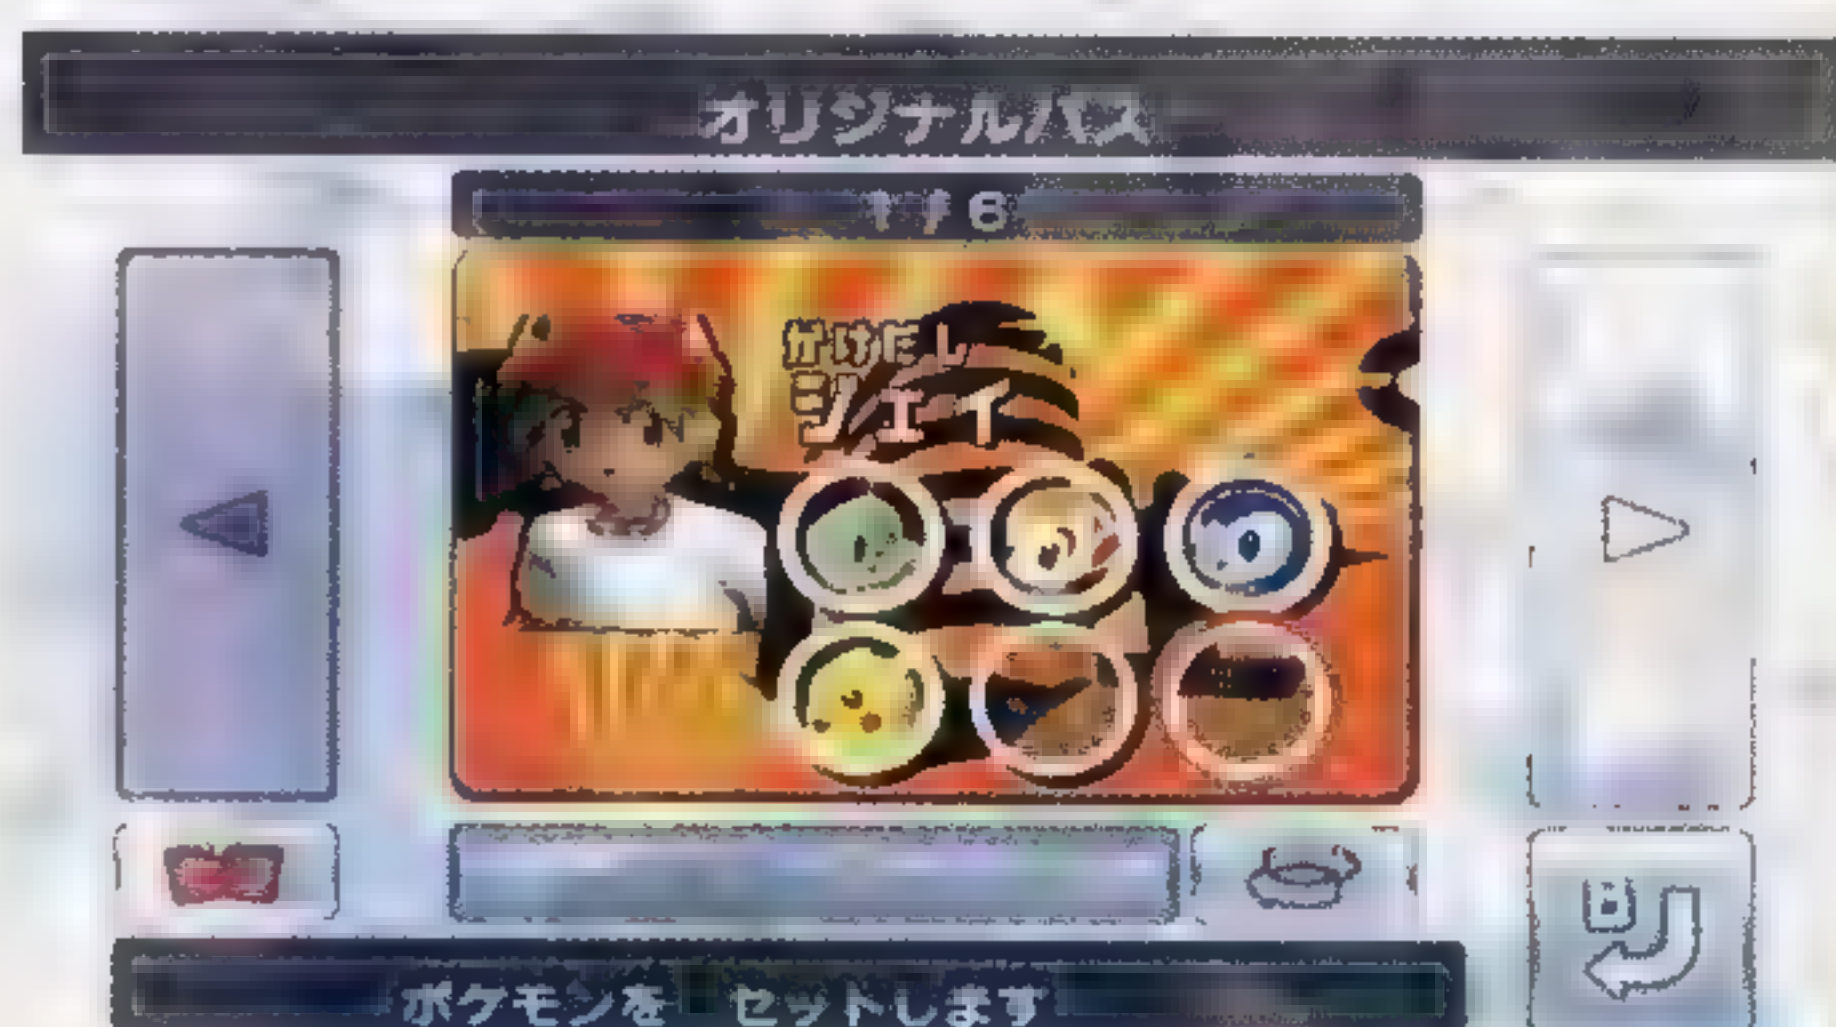 オリジナルパス
1 / 6
かけだし
ジェイ
B
ポケモンを セットします